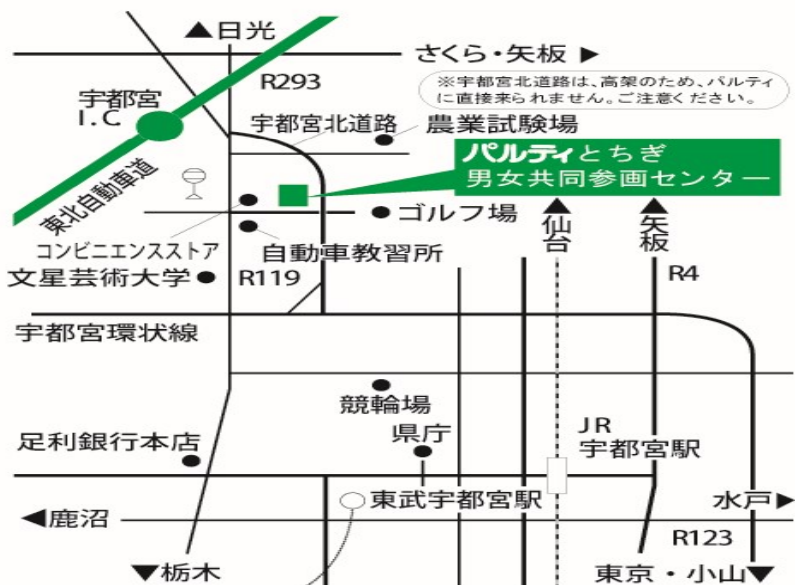 ▲日光
さくら・矢板 ▶
R293
※宇都宮北道路は、高架のため、パルティ
に直接来られません。ご注意ください。
宇都宮
I.C
宇都宮北道路
農業試験場
パルティとちぎ
男女共同参画センター
東北自動車道
ゴルフ場
▲仙台
▲矢板
コンビニエンスストア
自動車教習所
文星芸術大学
R119
R4
宇都宮環状線
競輪場
県庁
JR
宇都宮駅
足利銀行本店
東武宇都宮駅
水戸▶
◀鹿沼
R123
▼栃木
東京・小山▼